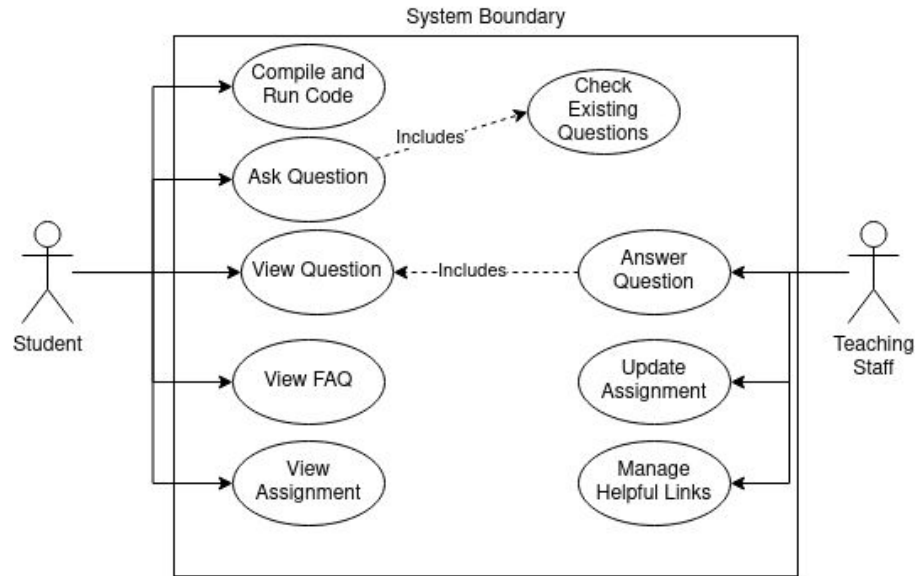 System Boundary
Compile and
Run Code
Check
Existing
Questions
Includes
Ask Question
View Question
Includes
Answer
Question
Student
Teaching
Staff
View FAQ
Update
Assignment
View
Assignment
Manage
Helpful Links